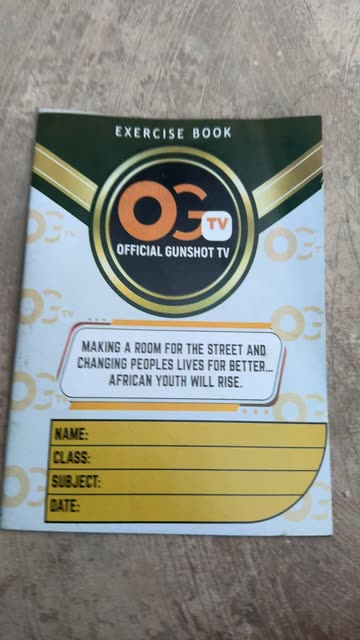 EXERCISE BOOK
OG TV
OFFICIAL GUNSHOT TV
MAKING A ROOM FOR THE STREET AND
CHANGING PEOPLES LIVES FOR BETTER...
AFRICAN YOUTH WILL RISE.
NAME:
CLASS:
SUBJECT:
DATE: